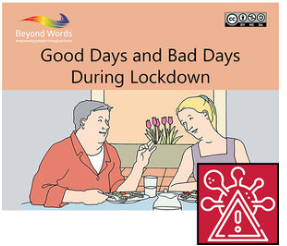 Beyond Words
Good Days and Bad Days
During Lockdown